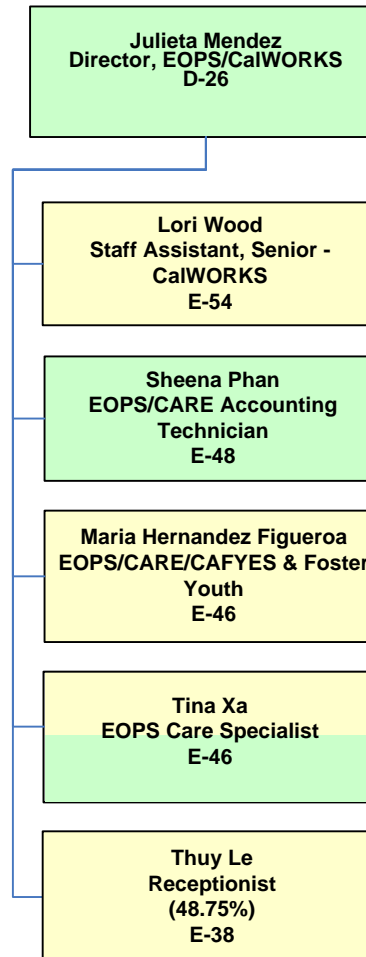 Julieta Mendez
Director, EOPS/CalWORKS
D-26
Lori Wood
Staff Assistant, Senior -
CalWORKS
E-54
Sheena Phan
EOPS/CARE Accounting
Technician
E-48
Maria Hernandez Figueroa
EOPS/CARE/CAFYES & Foster
Youth
E-46
Tina Xa
EOPS Care Specialist
E-46
Thuy Le
Receptionist
(48.75%)
E-38